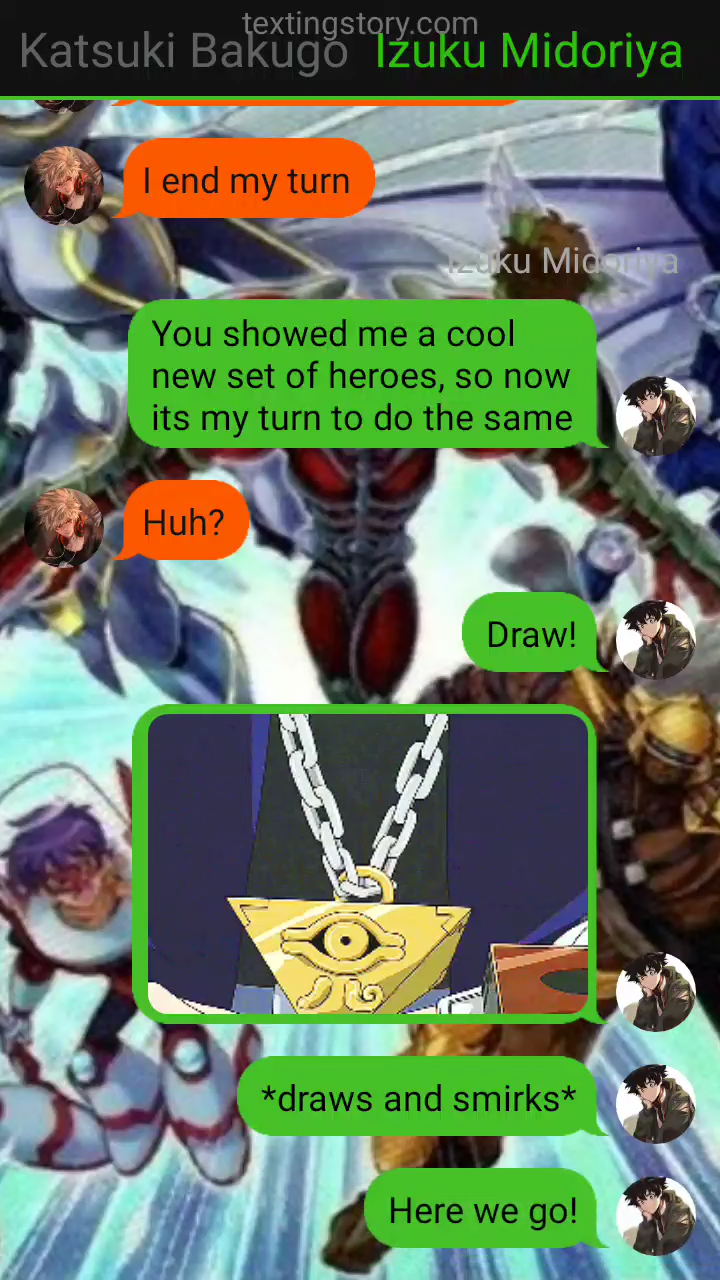 textingstory.com
Katsuki Bakugo Izuku Midoriya
I end my turn
Izuku Midoriya
You showed me a cool
new set of heroes, so now
its my turn to do the same
Huh?
Draw!
*draws and smirks*
Here we go!